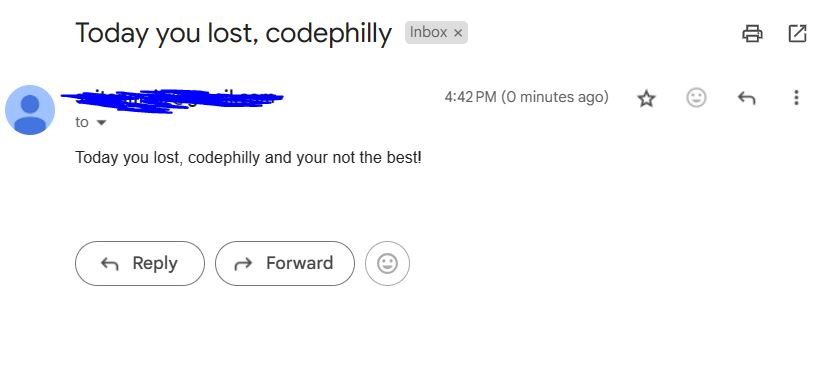 Today you lost, codephilly Inbox ×
4:42 PM (0 minutes ago)
to
Today you lost, codephilly and your not the best!
Reply Forward